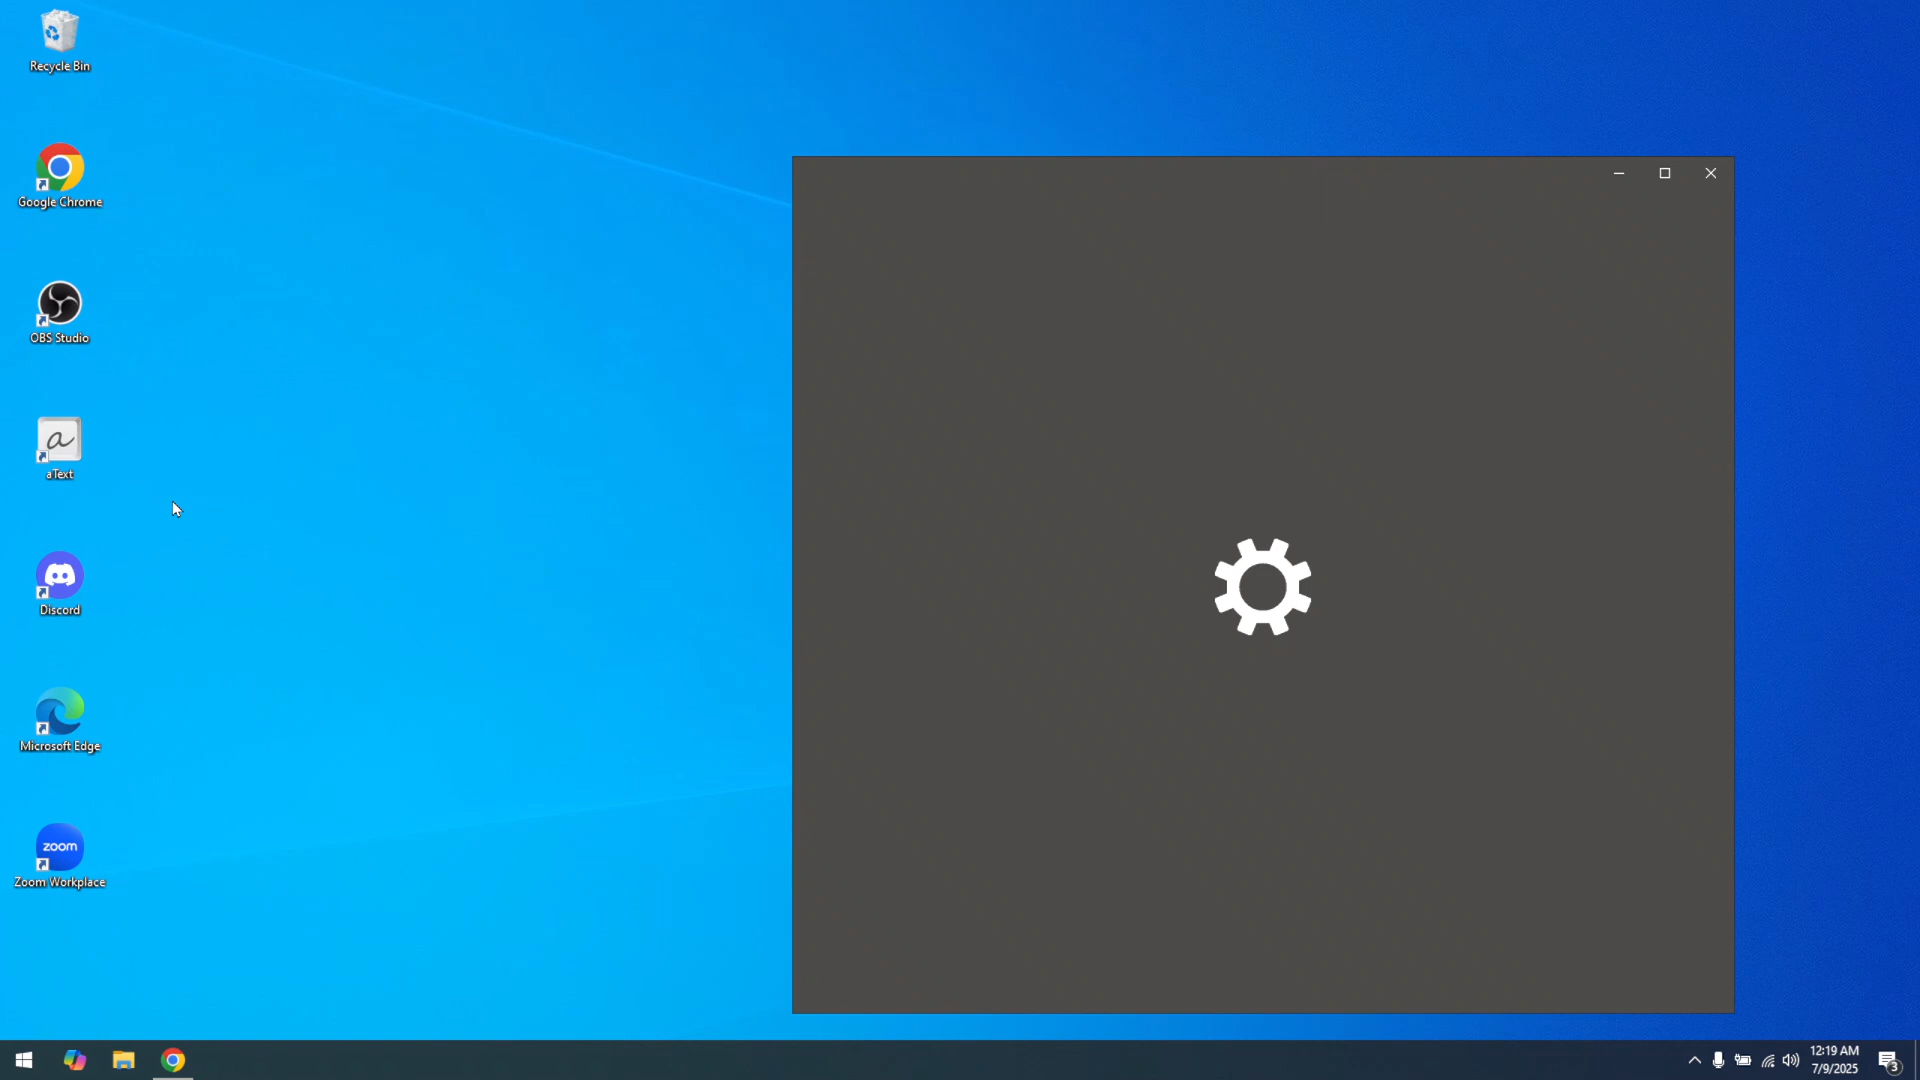 Recycle Bin
Google Chrome
OBS Studio
a
aText
Discord
Microsoft Edge
zoom
Zoom Workplace
12:19 AM
7/9/2025
3